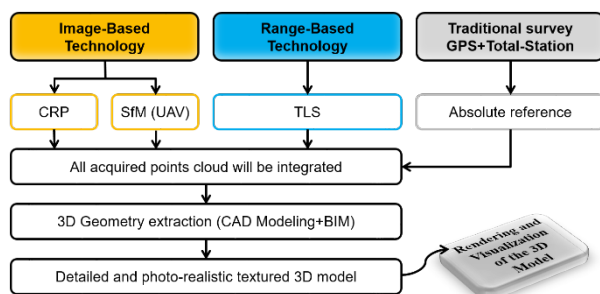 Image-Based
Technology
Range-Based
Technology
Traditional survey
GPS+Total-Station
CRP
SfM (UAV)
TLS
Absolute reference
All acquired points cloud will be integrated
3D Geometry extraction (CAD Modeling+BIM)
Detailed and photo-realistic textured 3D model
Rendering and
Visualization
of the 3D
Model